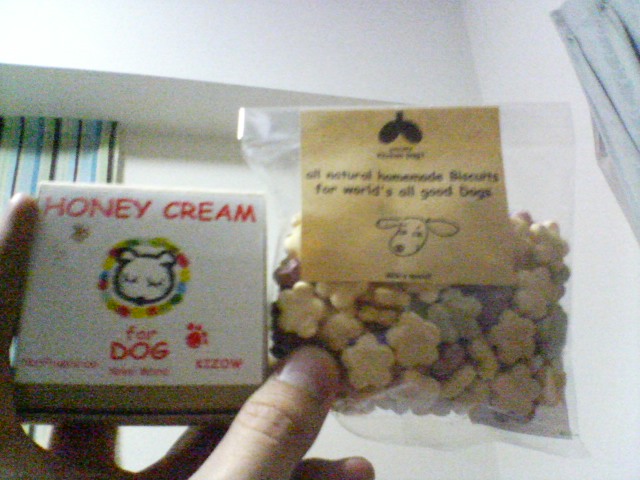 HONEY CREAM
for
DOG
KIZOW
all natural homemade Biscuits
for world's all good Dogs